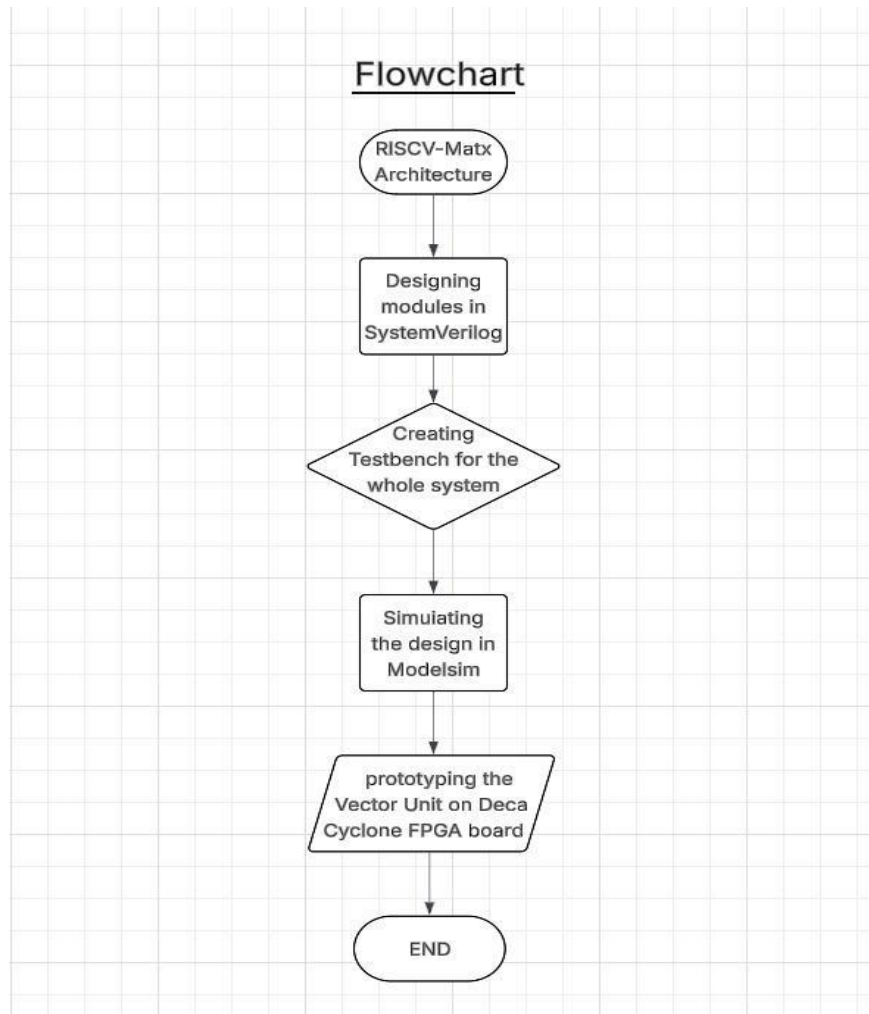 Flowchart
RISCV-Matx
Architecture
Designing
modules in
SystemVerilog
Creating
Testbench for the
whole system
Simuiating
the design in
Modelsim
prototyping the
Vector Unit on Deca
Cyclone FPGA board
END